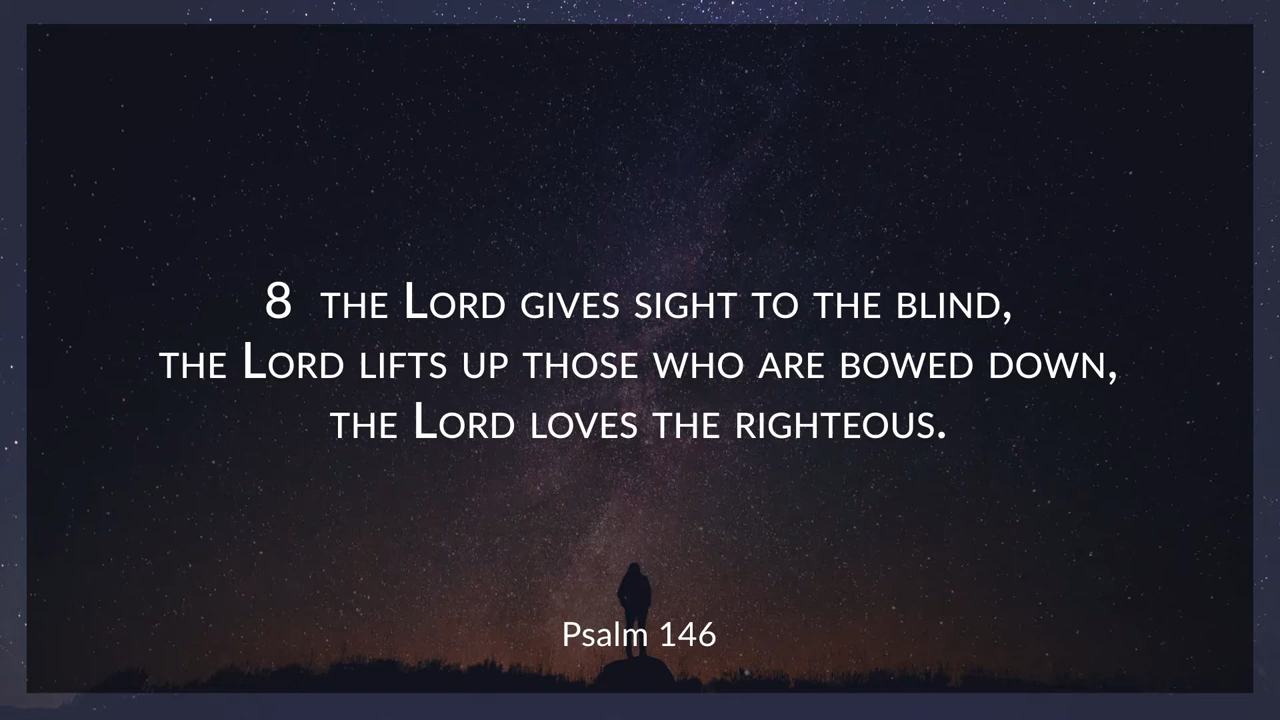 8 the Lord gives sight to the blind,
the Lord lifts up those who are bowed down,
the Lord loves the righteous.
Psalm 146